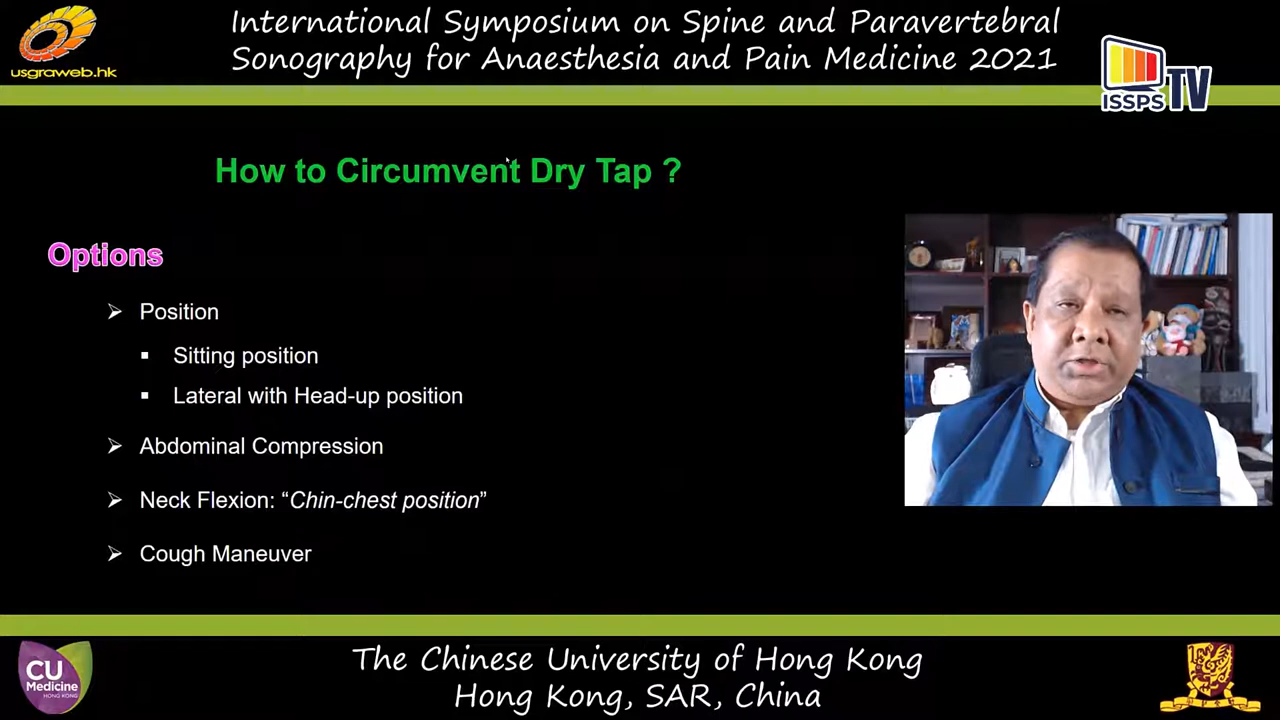 International Symposium on Spine and Paravertebral
Sonography for Anaesthesia and Pain Medicine 2021
usgraweb.hk
ISSPS TV
How to Circumvent Dry Tap ?
Options
Position
Sitting position
Lateral with Head-up position
Abdominal Compression
Neck Flexion: “Chin-chest position”
Cough Maneuver
CU
Medicine
HONG KONG
The Chinese University of Hong Kong
Hong Kong, SAR, China